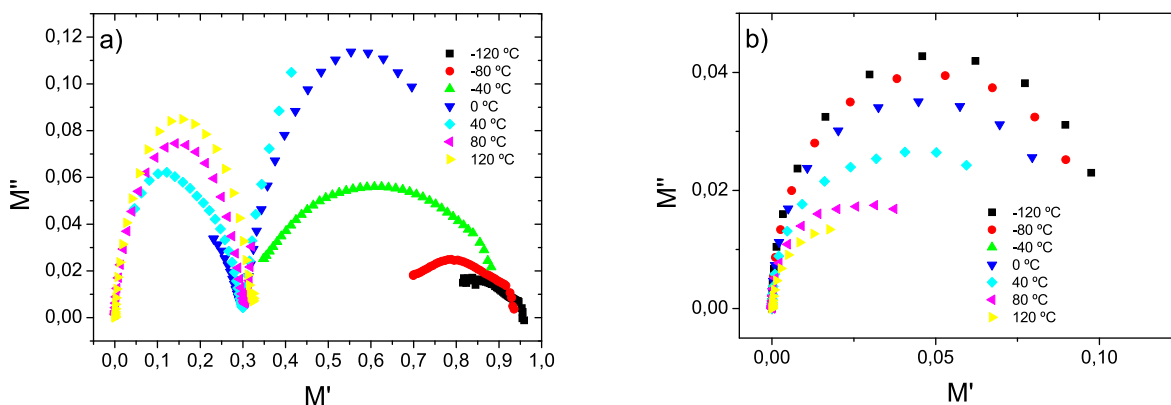 a)
-120 ºC
-80 ºC
-40 ºC
0 ºC
40 ºC
80 ºC
120 ºC
0,12
0,10
0,08
0,06
0,04
0,02
0,00
M''
0,0 0,1 0,2 0,3 0,4 0,5 0,6 0,7 0,8 0,9 1,0
M'
b)
-120 ºC
-80 ºC
-40 ºC
0 ºC
40 ºC
80 ºC
120 ºC
0,04
0,02
0,00
M''
0,00 0,05 0,10
M'